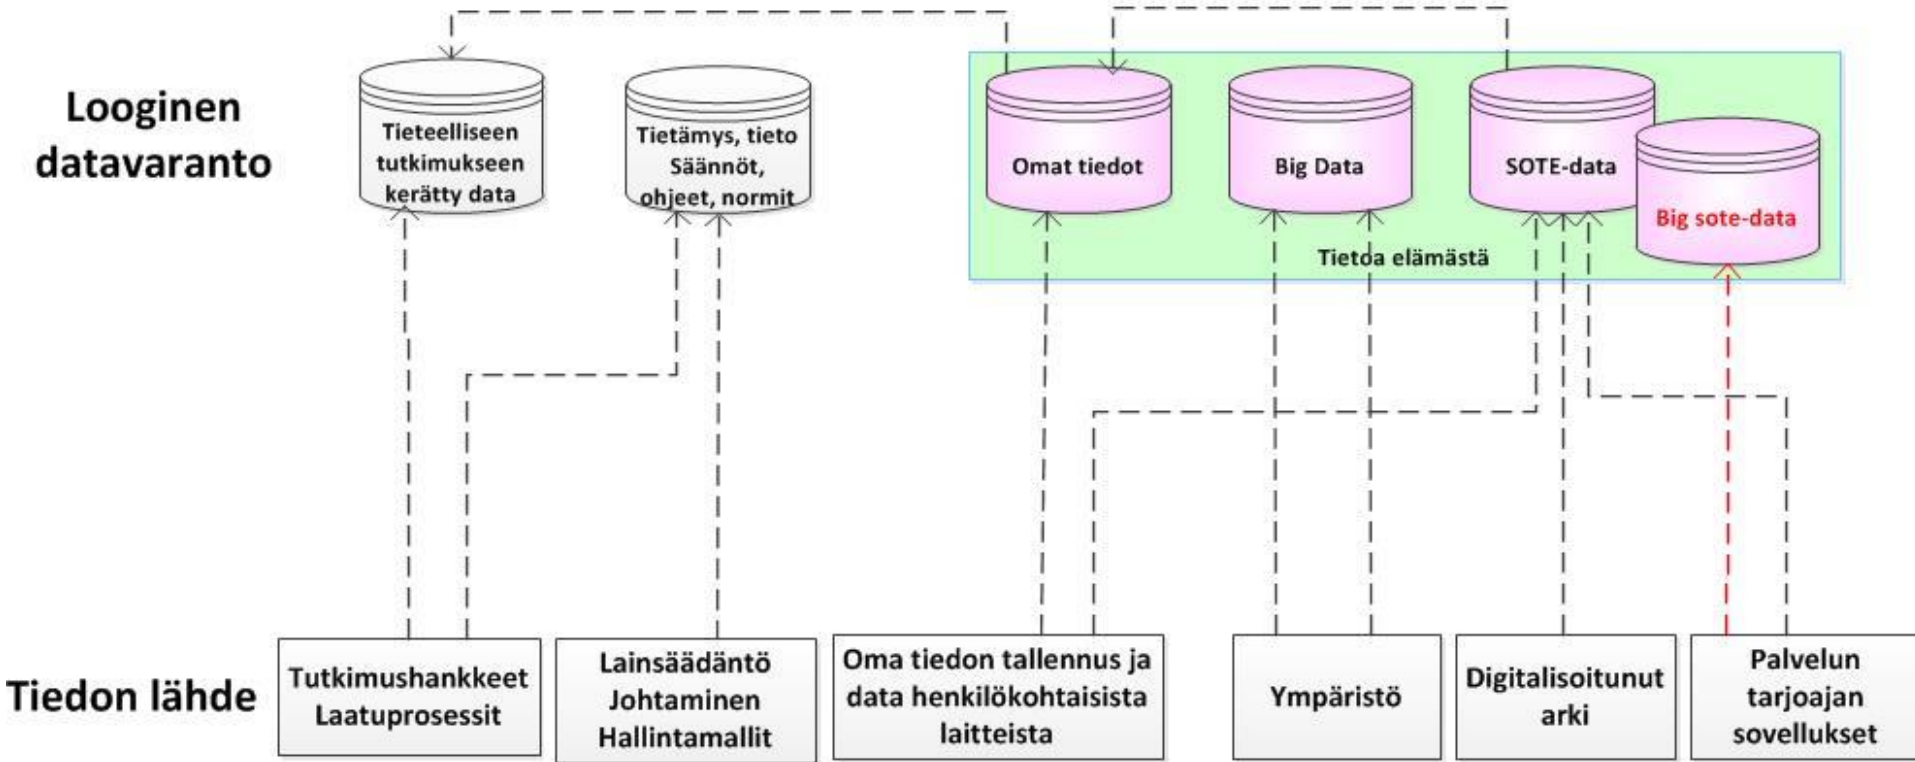 Looginen
datavaranto
Tieteelliseen
tutkimukseen
kerätty data
Tietämys, tieto
Säännöt,
ohjeet, normit
Omat tiedot
Big Data
SOTE-data
Big sote-data
Tietoa elämästä
Tiedon lähde
Tutkimushankkeet
Laatuprosessit
Lainsäädäntö
Johtaminen
Hallintamallit
Oma tiedon tallennus ja
data henkilökohtaisista
laitteista
Ympäristö
Digitalisoitunut
arki
Palvelun
tarjoajan
sovellukset